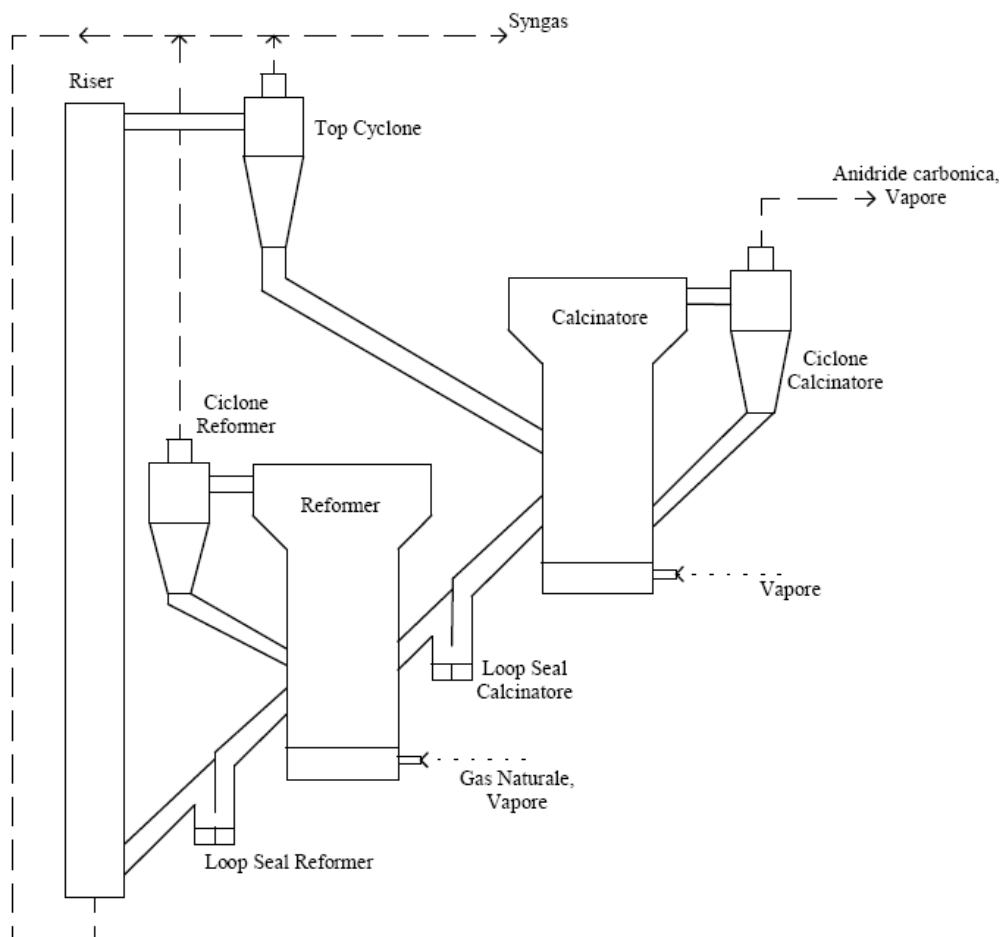 Syngas
Riser
Top Cyclone
Anidride carbonica,
Vapore
Calcinatore
Ciclone
Calcinatore
Ciclone
Reformer
Reformer
Vapore
Loop Seal
Calcinatore
Gas Naturale,
Vapore
Loop Seal Reformer